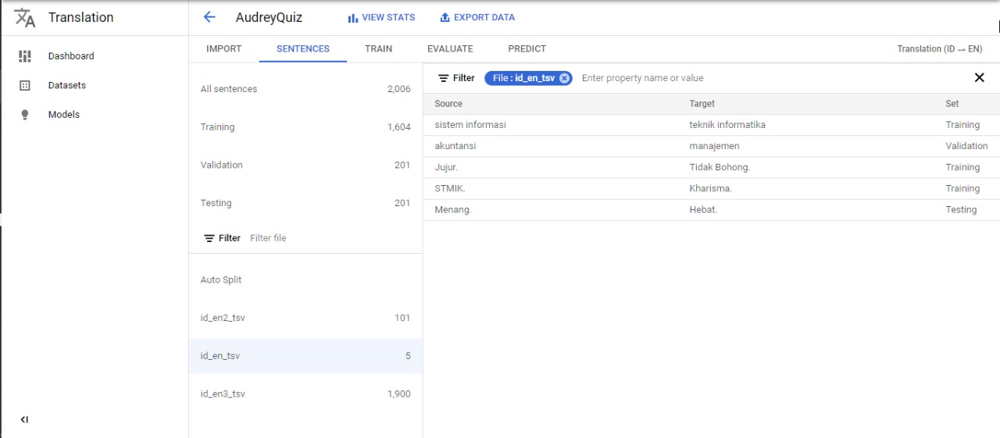 Translation
AudreyQuiz
VIEW STATS
EXPORT DATA
Dashboard
Datasets
Models
IMPORT
SENTENCES
TRAIN
EVALUATE
PREDICT
Translation (ID → EN)
All sentences 2,006
Training 1,604
Validation 201
Testing 201
Filter Filter file
Auto Split
id_en2_tsv 101
id_en_tsv 5
id_en3_tsv 1,900
Filter File : id_en_tsv Enter property name or value
Source Target Set
sistem informasi teknik informatika Training
akuntansi manajemen Validation
Jujur. Tidak Bohong. Training
STMIK. Kharisma. Training
Menang. Hebat. Testing